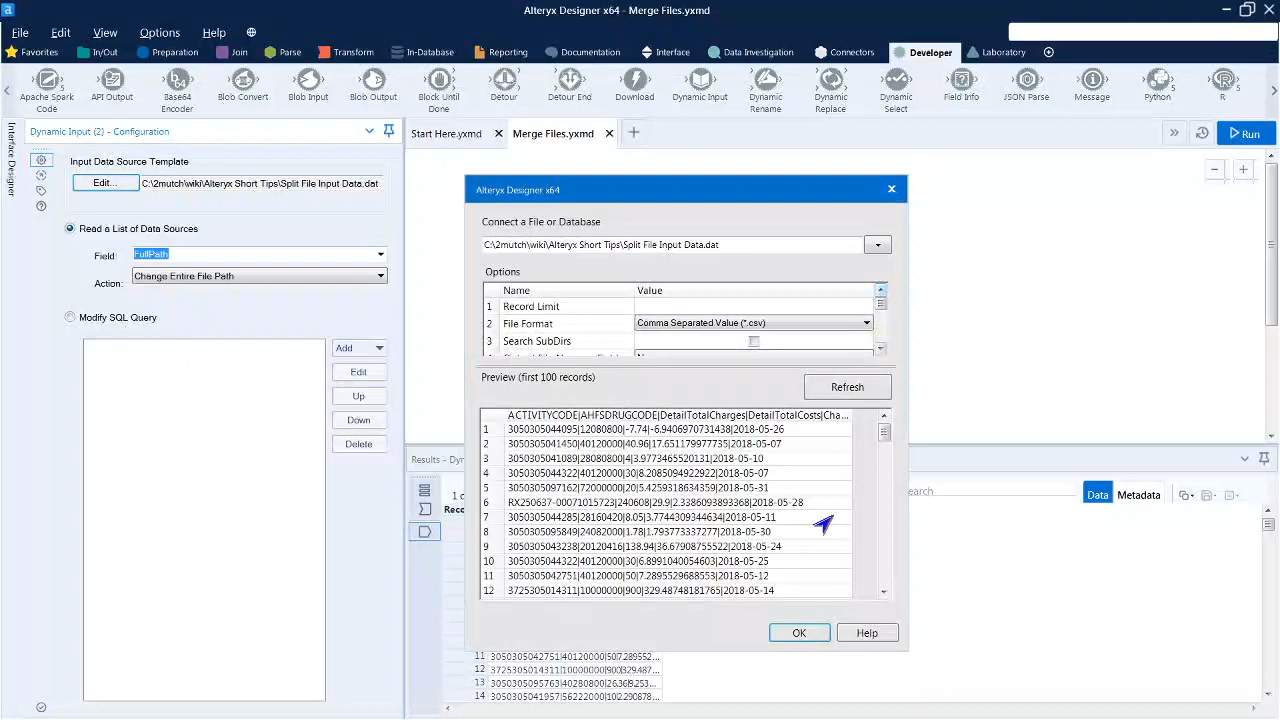 Alteryx Designer x64 - Merge Files.yxmd
File Edit View Options Help
Favorites In/Out Preparation Join Parse Transform In-Database Reporting Documentation Interface Data Investigation Connectors Developer Laboratory
Apache Spark Code API Output Base64 Encoder Blob Convert Blob Input Blob Output Block Until Done Detour Detour End Download Dynamic Input Dynamic Rename Dynamic Replace Dynamic Select Field Info JSON Parse Message Python R
Interface Designer
Dynamic Input (2) - Configuration
Input Data Source Template
Edit... C:\2mutch\wiki\Alteryx Short Tips\Split File Input Data.dat
Read a List of Data Sources
Field: FullPath
Action: Change Entire File Path
Modify SQL Query
Add
Edit
Up
Down
Delete
Start Here.yxmd Merge Files.yxmd
Run
Alteryx Designer x64
Connect a File or Database
C:\2mutch\wiki\Alteryx Short Tips\Split File Input Data.dat
Options
Name Value
1 Record Limit
2 File Format Comma Separated Value (*.csv)
3 Search SubDirs
Preview (first 100 records)
Refresh
ACTIVITYCODE|AHFSDRUGCODE|DetailTotalCharges|DetailTotalCosts|Cha...
1 3050305044095|12080800|-7.74|-6.9406970731438|2018-05-26
2 3050305041450|40120000|40.96|17.651179977735|2018-05-07
3 3050305041089|28080800|4|3.9773465520131|2018-05-10
4 3050305044322|40120000|30|8.2085094922922|2018-05-07
5 3050305097162|72000000|20|5.4259318634359|2018-05-31
6 RX250637-00071015723|240608|29.9|2.3386093893368|2018-05-28
7 3050305044285|28160420|8.05|3.7744309344634|2018-05-11
8 3050305095849|24082000|1.78|1.793773337277|2018-05-30
9 3050305043238|20120416|138.94|36.67908755522|2018-05-24
10 3050305044322|40120000|30|6.8991040054603|2018-05-25
11 3050305042751|40120000|50|7.2895529688553|2018-05-12
12 3725305014311|10000000|900|329.48748181765|2018-05-14
OK Help
Results - Dyn
1 c
Reco
earch
Data Metadata
11 3050305042751|40120000|50|7.289552...
12 3725305014311|10000000|900|329.487...
13 3050305095763|40280800|26.36|9.253...
14 3050305041957|56222000|10|2.290878...